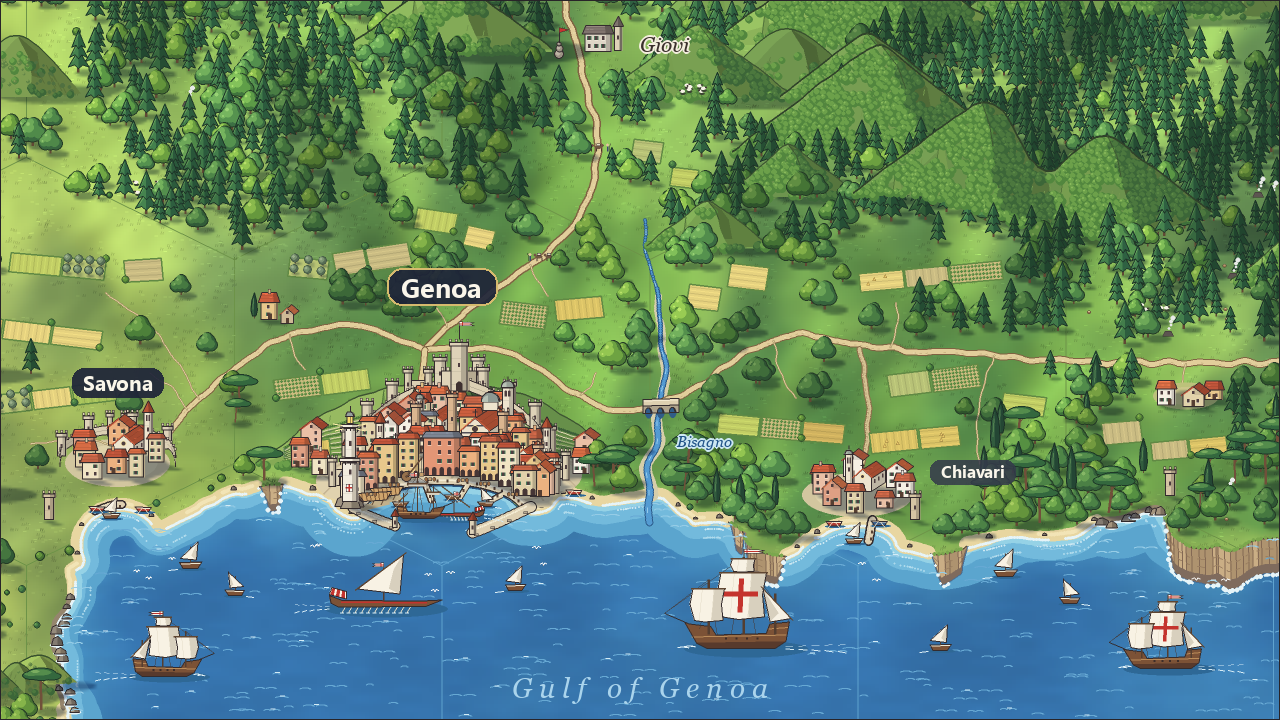 Giovi
Genoa
Savona
Bisagno
Chiavari
Gulf of Genoa